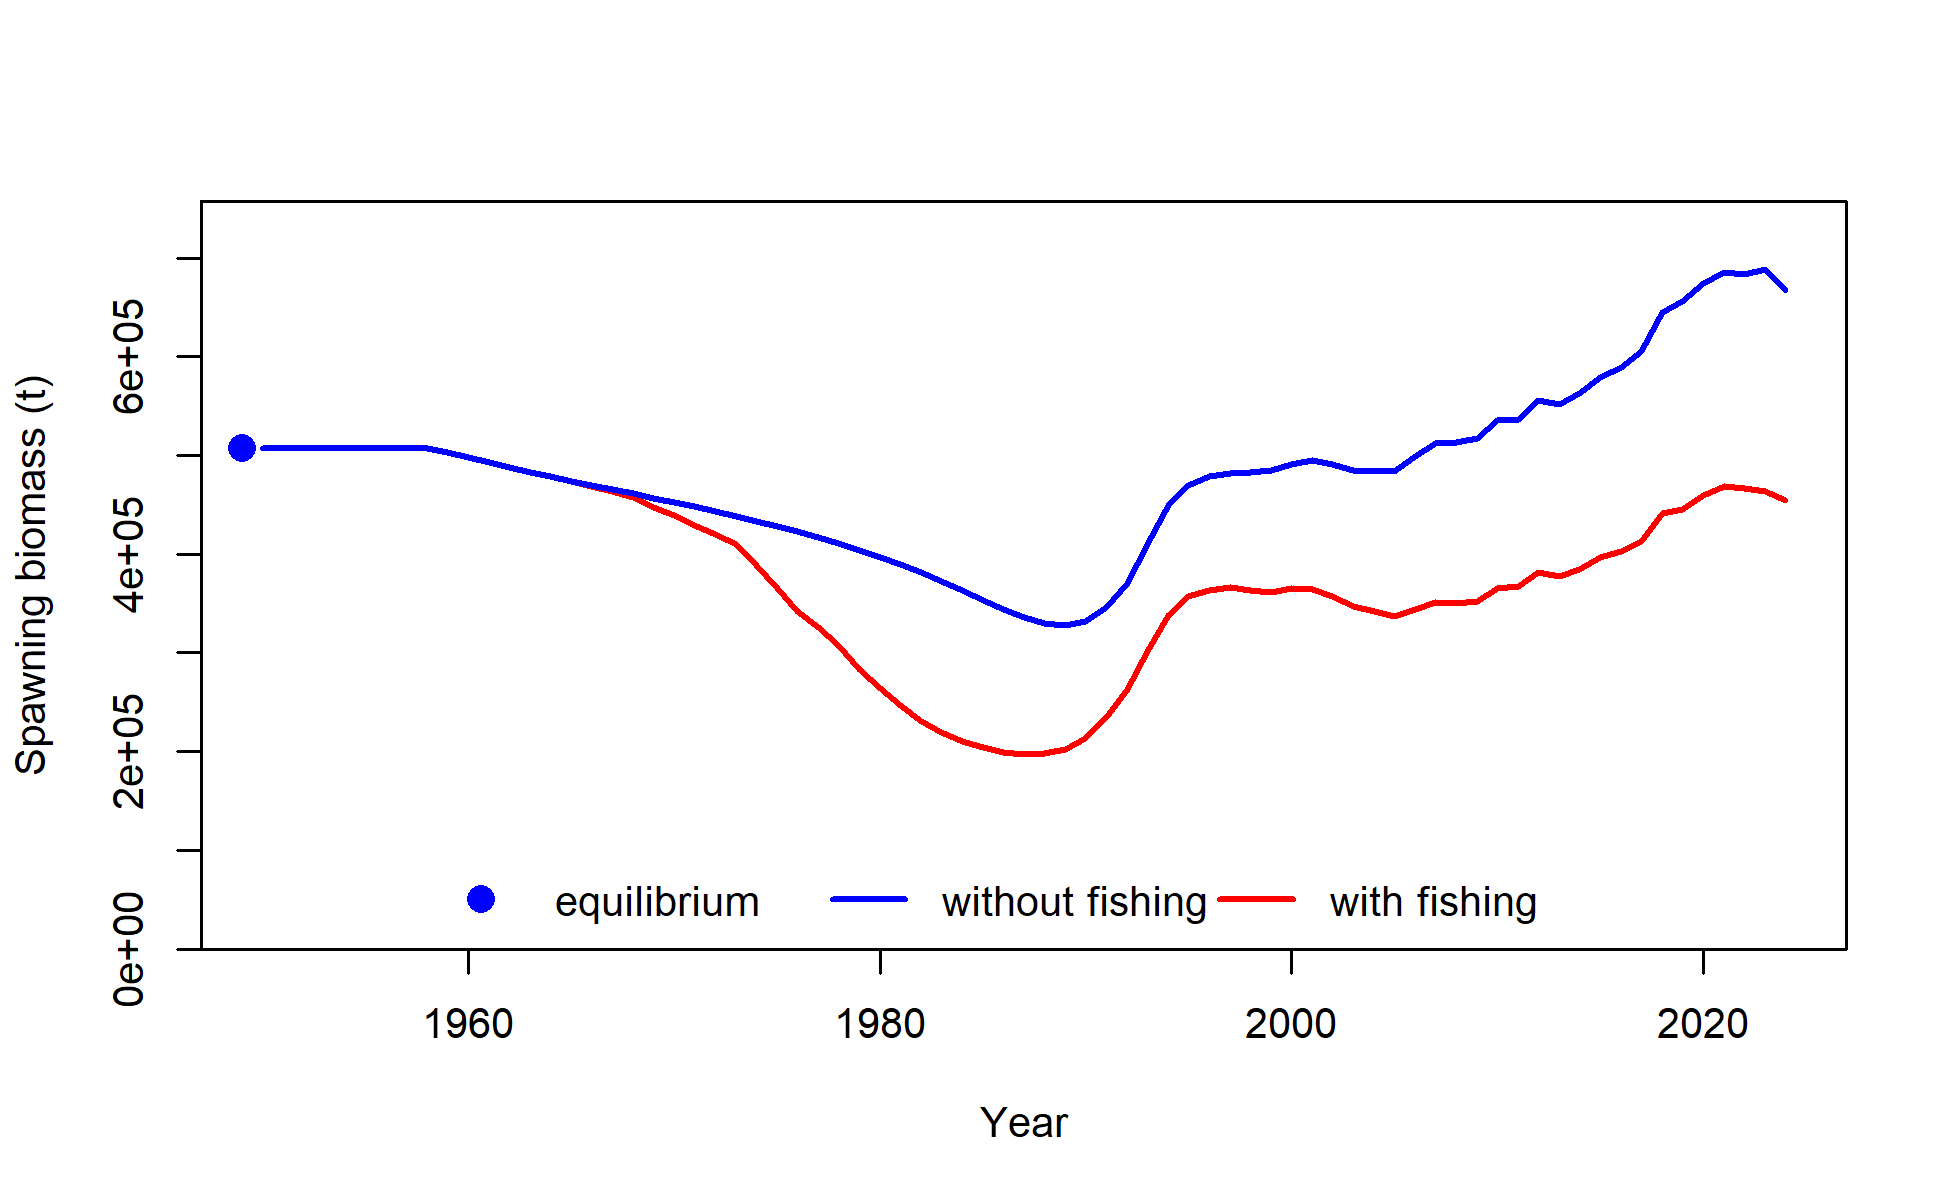 Spawning biomass (t)
6e+05
4e+05
2e+05
0e+00
equilibrium without fishing with fishing
1960 1980 2000 2020
Year